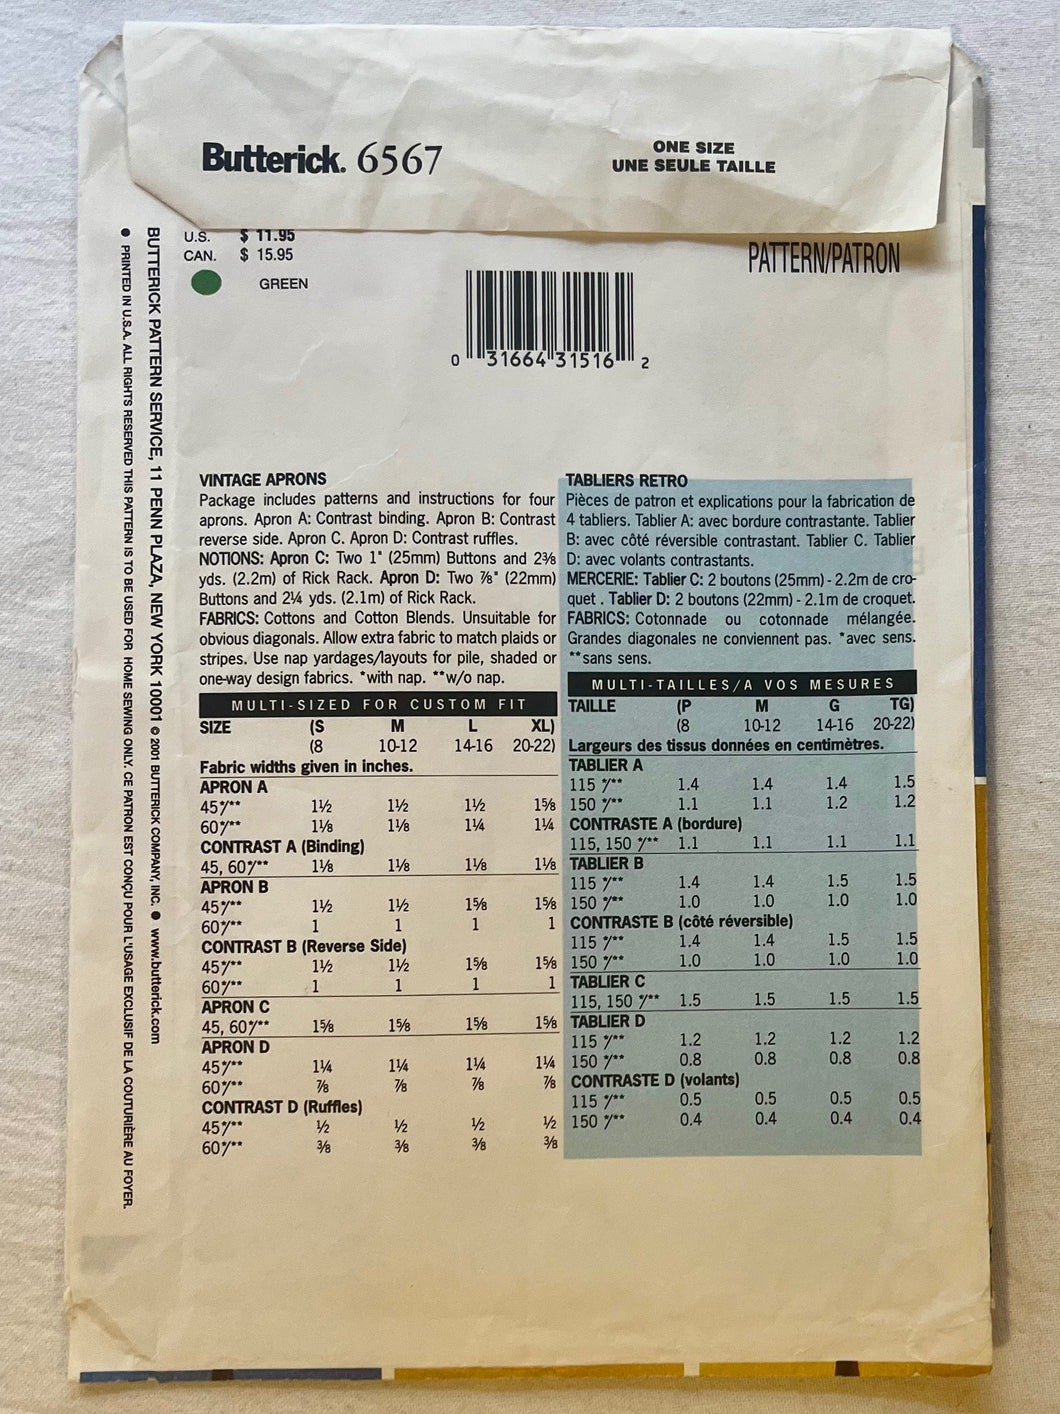 Butterick. 6567
ONE SIZE
UNE SEULE TAILLE
U.S. $ 11.95
CAN. $ 15.95
GREEN
PATTERN/PATRON
0 31664 31516 2
BUTTERICK PATTERN SERVICE, 11 PENN PLAZA, NEW YORK 10001 © 2001 BUTTERICK COMPANY, INC. ● www.butterick.com
● PRINTED IN U.S.A. ALL RIGHTS RESERVED THIS PATTERN IS TO BE USED FOR HOME SEWING ONLY. CE PATRON EST CONÇU POUR L'USAGE EXCLUSIF DE LA COUTURIÈRE AU FOYER.
VINTAGE APRONS
Package includes patterns and instructions for four
aprons. Apron A: Contrast binding. Apron B: Contrast
reverse side. Apron C. Apron D: Contrast ruffles.
NOTIONS: Apron C: Two 1" (25mm) Buttons and 2⅜
yds. (2.2m) of Rick Rack. Apron D: Two ⅞" (22mm)
Buttons and 2¼ yds. (2.1m) of Rick Rack.
FABRICS: Cottons and Cotton Blends. Unsuitable for
obvious diagonals. Allow extra fabric to match plaids or
stripes. Use nap yardages/layouts for pile, shaded or
one-way design fabrics. *with nap. **w/o nap.
MULTI-SIZED FOR CUSTOM FIT
SIZE (S M L XL)
(8 10-12 14-16 20-22)
Fabric widths given in inches.
APRON A
45*/** 1½ 1½ 1½ 1⅝
60*/** 1⅛ 1⅛ 1¼ 1¼
CONTRAST A (Binding)
45, 60*/** 1⅛ 1⅛ 1⅛ 1⅛
APRON B
45*/** 1½ 1½ 1⅝ 1⅝
60*/** 1 1 1 1
CONTRAST B (Reverse Side)
45*/** 1½ 1½ 1⅝ 1⅝
60*/** 1 1 1 1
APRON C
45, 60*/** 1⅝ 1⅝ 1⅝ 1⅝
APRON D
45*/** 1¼ 1¼ 1¼ 1¼
60*/** ⅞ ⅞ ⅞ ⅞
CONTRAST D (Ruffles)
45*/** ½ ½ ½ ½
60*/** ⅜ ⅜ ⅜ ⅜
TABLIERS RETRO
Pièces de patron et explications pour la fabrication de
4 tabliers. Tablier A: avec bordure contrastante. Tablier
B: avec côté réversible contrastant. Tablier C. Tablier
D: avec volants contrastants.
MERCERIE: Tablier C: 2 boutons (25mm) - 2.2m de cro-
quet . Tablier D: 2 boutons (22mm) - 2.1m de croquet.
FABRICS: Cotonnade ou cotonnade mélangée.
Grandes diagonales ne conviennent pas. *avec sens.
**sans sens.
MULTI-TAILLES/A VOS MESURES
TAILLE (P M G TG)
(8 10-12 14-16 20-22)
Largeurs des tissus données en centimètres.
TABLIER A
115 */** 1.4 1.4 1.4 1.5
150 */** 1.1 1.1 1.2 1.2
CONTRASTE A (bordure)
115, 150 */** 1.1 1.1 1.1 1.1
TABLIER B
115 */** 1.4 1.4 1.5 1.5
150 */** 1.0 1.0 1.0 1.0
CONTRASTE B (côté réversible)
115 */** 1.4 1.4 1.5 1.5
150 */** 1.0 1.0 1.0 1.0
TABLIER C
115, 150 */** 1.5 1.5 1.5 1.5
TABLIER D
115 */** 1.2 1.2 1.2 1.2
150 */** 0.8 0.8 0.8 0.8
CONTRASTE D (volants)
115 */** 0.5 0.5 0.5 0.5
150 */** 0.4 0.4 0.4 0.4